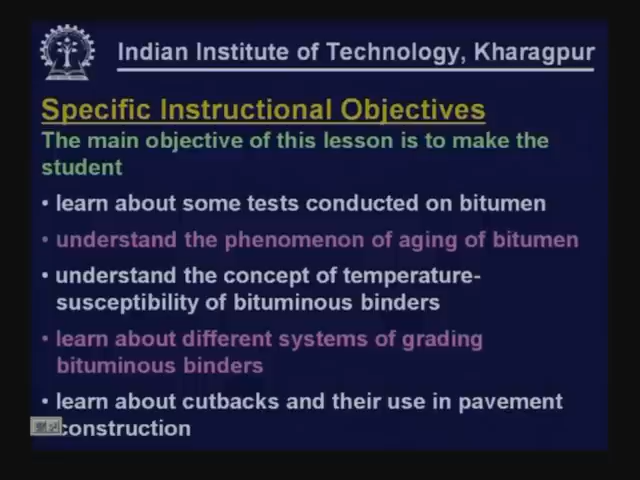 Indian Institute of Technology, Kharagpur
Specific Instructional Objectives
The main objective of this lesson is to make the
student
• learn about some tests conducted on bitumen
• understand the phenomenon of aging of bitumen
• understand the concept of temperature-
susceptibility of bituminous binders
• learn about different systems of grading
bituminous binders
• learn about cutbacks and their use in pavement
construction